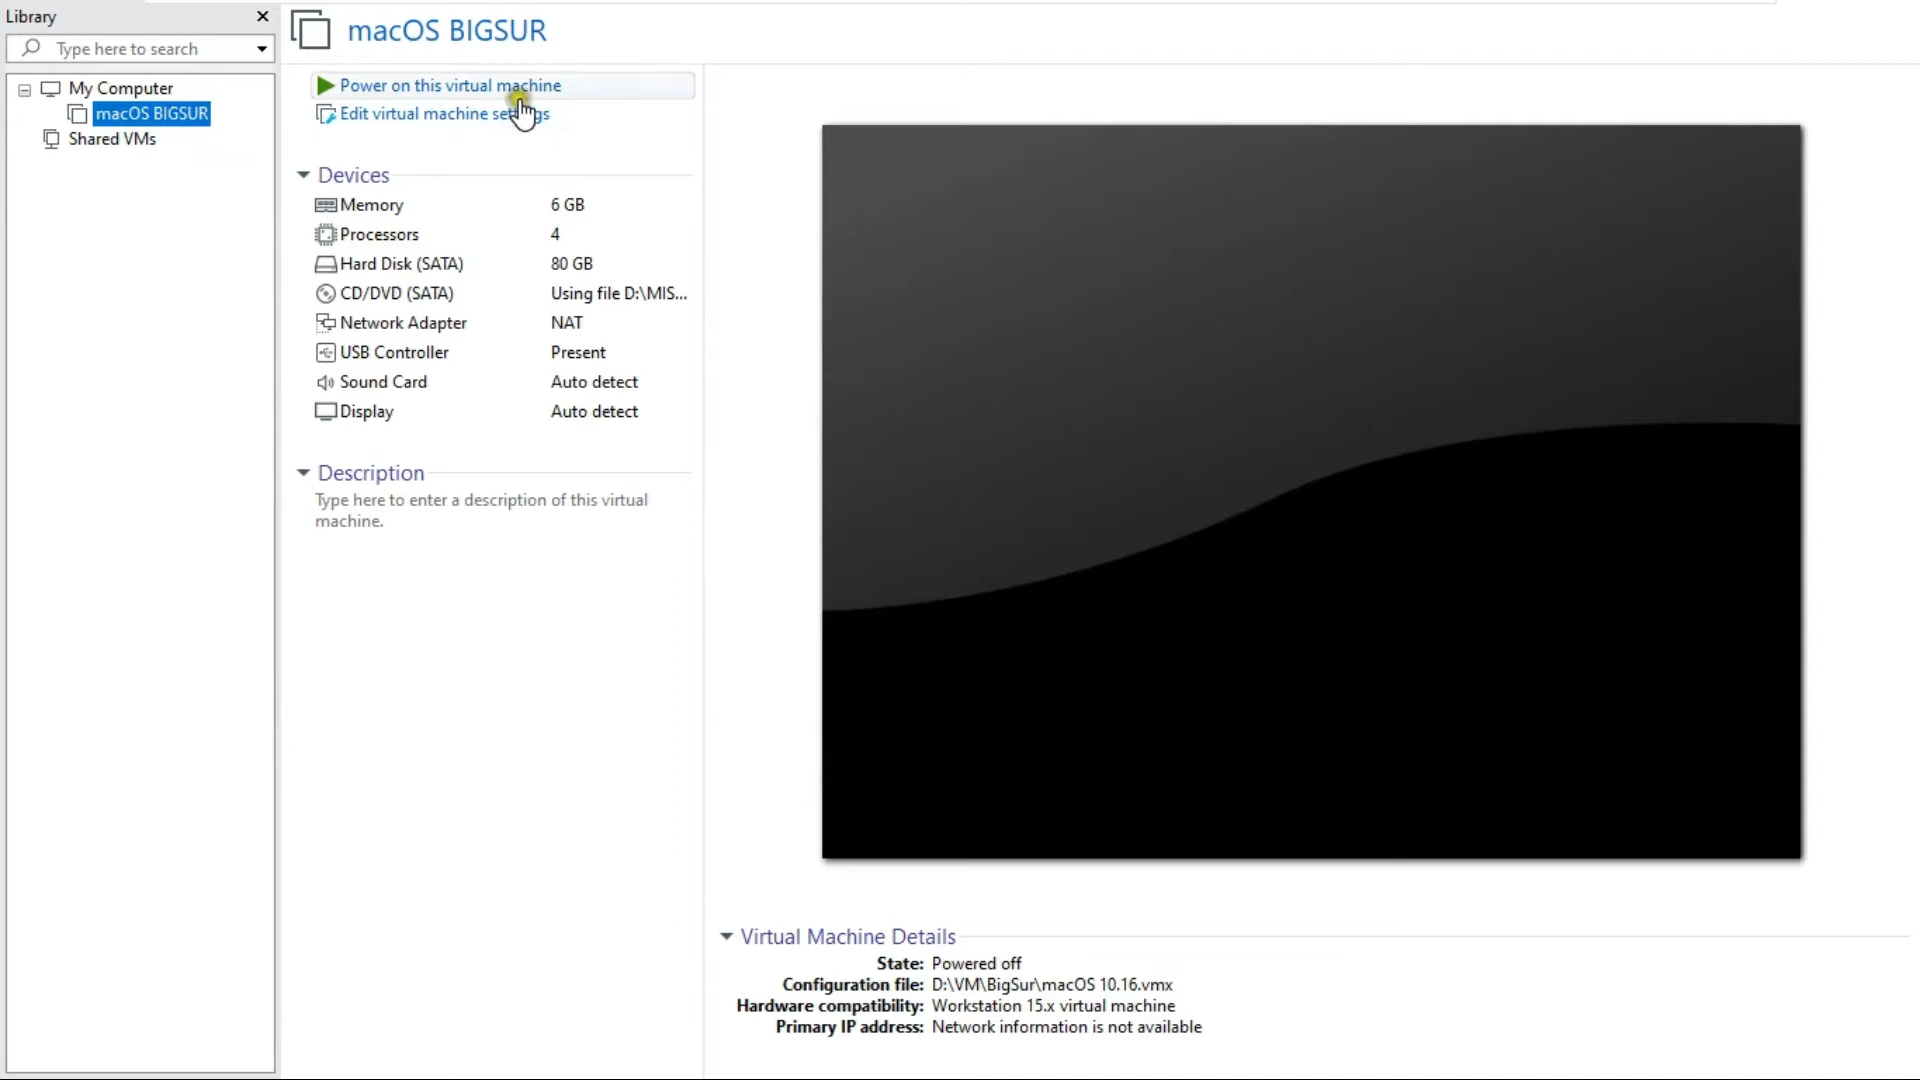 Library
Type here to search
My Computer
macOS BIGSUR
Shared VMs
macOS BIGSUR
Power on this virtual machine
Edit virtual machine settings
Devices
Memory 6 GB
Processors 4
Hard Disk (SATA) 80 GB
CD/DVD (SATA) Using file D:\MIS...
Network Adapter NAT
USB Controller Present
Sound Card Auto detect
Display Auto detect
Description
Type here to enter a description of this virtual
machine.
Virtual Machine Details
State: Powered off
Configuration file: D:\VM\BigSur\macOS 10.16.vmx
Hardware compatibility: Workstation 15.x virtual machine
Primary IP address: Network information is not available